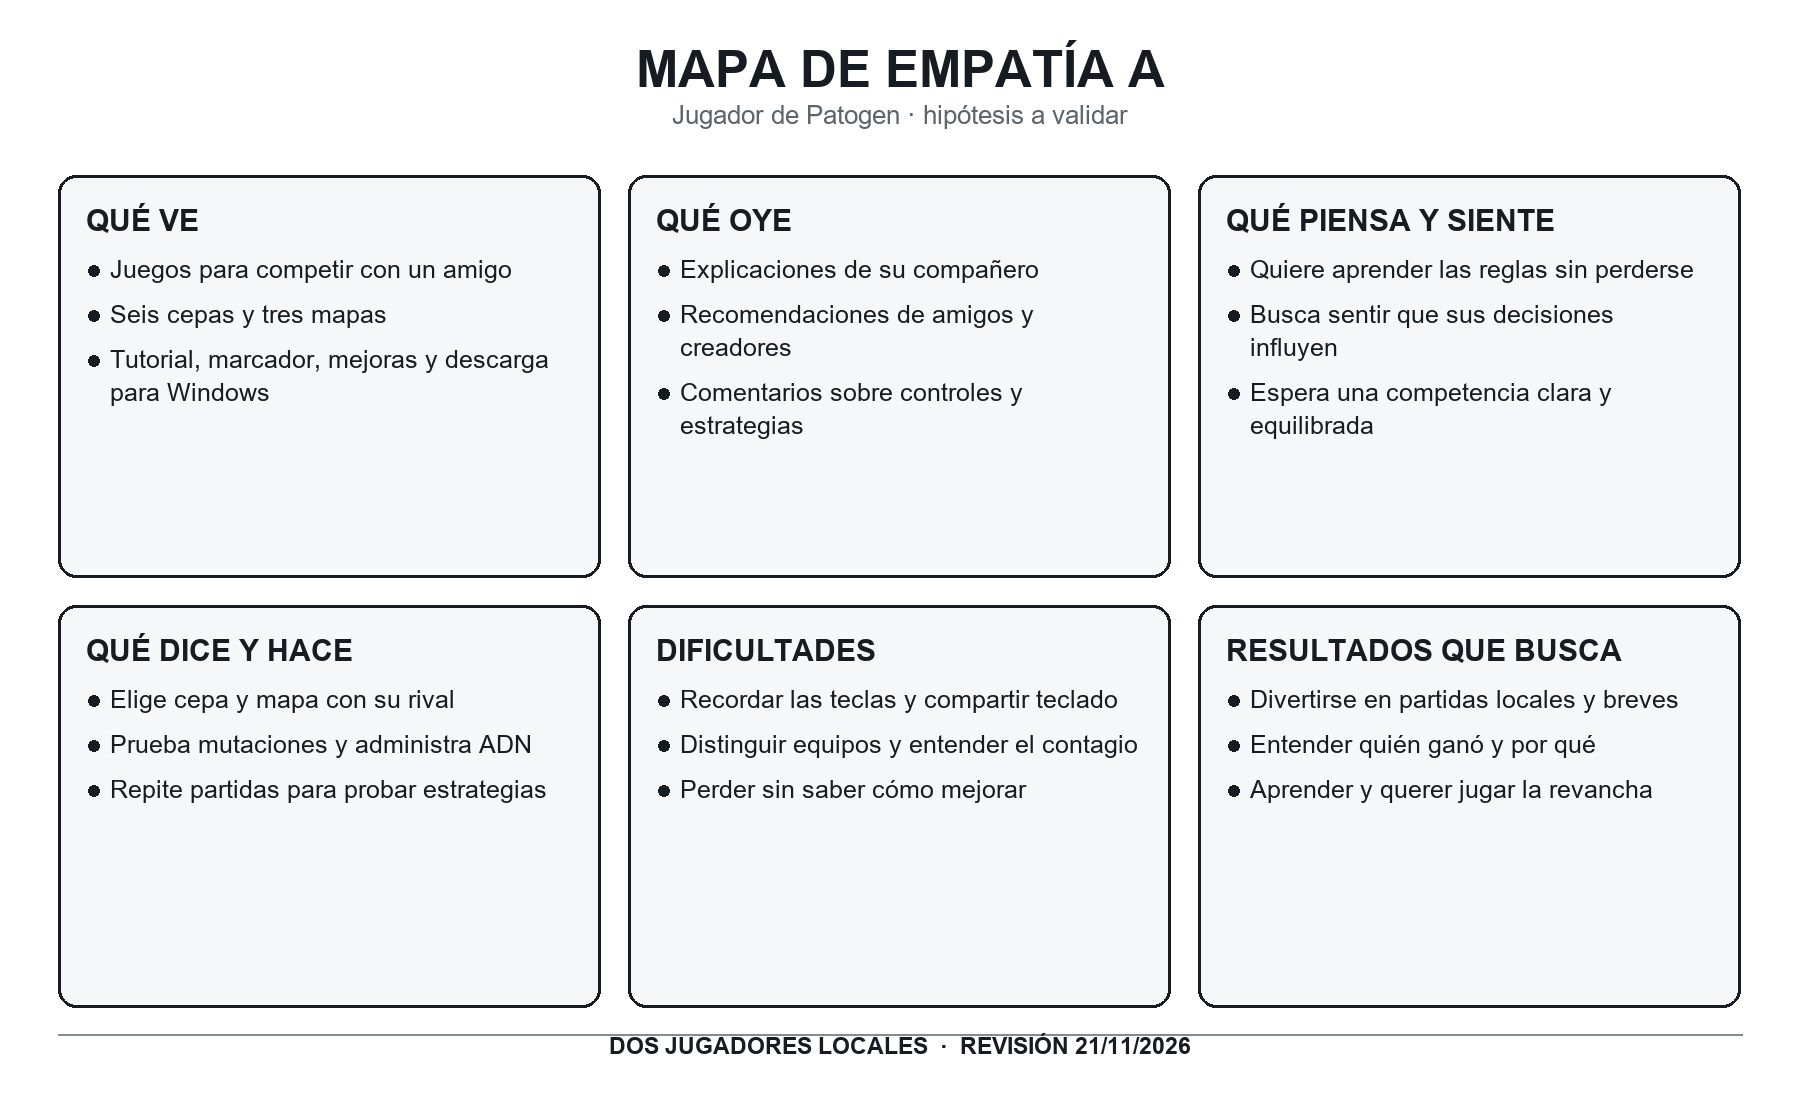 MAPA DE EMPATÍA A
Jugador de Patogen · hipótesis a validar
QUÉ VE
● Juegos para competir con un amigo
● Seis cepas y tres mapas
● Tutorial, marcador, mejoras y descarga
para Windows
QUÉ OYE
● Explicaciones de su compañero
● Recomendaciones de amigos y
creadores
● Comentarios sobre controles y
estrategias
QUÉ PIENSA Y SIENTE
● Quiere aprender las reglas sin perderse
● Busca sentir que sus decisiones
influyen
● Espera una competencia clara y
equilibrada
QUÉ DICE Y HACE
● Elige cepa y mapa con su rival
● Prueba mutaciones y administra ADN
● Repite partidas para probar estrategias
DIFICULTADES
● Recordar las teclas y compartir teclado
● Distinguir equipos y entender el contagio
● Perder sin saber cómo mejorar
RESULTADOS QUE BUSCA
● Divertirse en partidas locales y breves
● Entender quién ganó y por qué
● Aprender y querer jugar la revancha
DOS JUGADORES LOCALES · REVISIÓN 21/11/2026